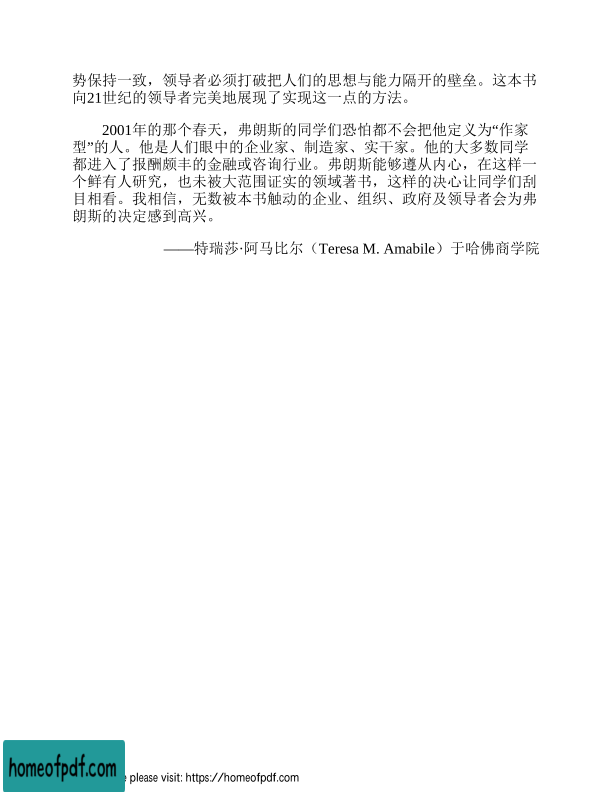 势保持一致，领导者必须打破把人们的思想与能力隔开的壁垒。这本书
向21世纪的领导者完美地展现了实现这一点的方法。
2001年的那个春天，弗朗斯的同学们恐怕都不会把他定义为“作家
型”的人。他是人们眼中的企业家、制造家、实干家。他的大多数同学
都进入了报酬颇丰的金融或咨询行业。弗朗斯能够遵从内心，在这样一
个鲜有人研究，也未被大范围证实的领域著书，这样的决心让同学们刮
目相看。我相信，无数被本书触动的企业、组织、政府及领导者会为弗
朗斯的决定感到高兴。
——特瑞莎·阿马比尔（Teresa M. Amabile）于哈佛商学院
homeofpdf.com
e please visit: https://homeofpdf.com